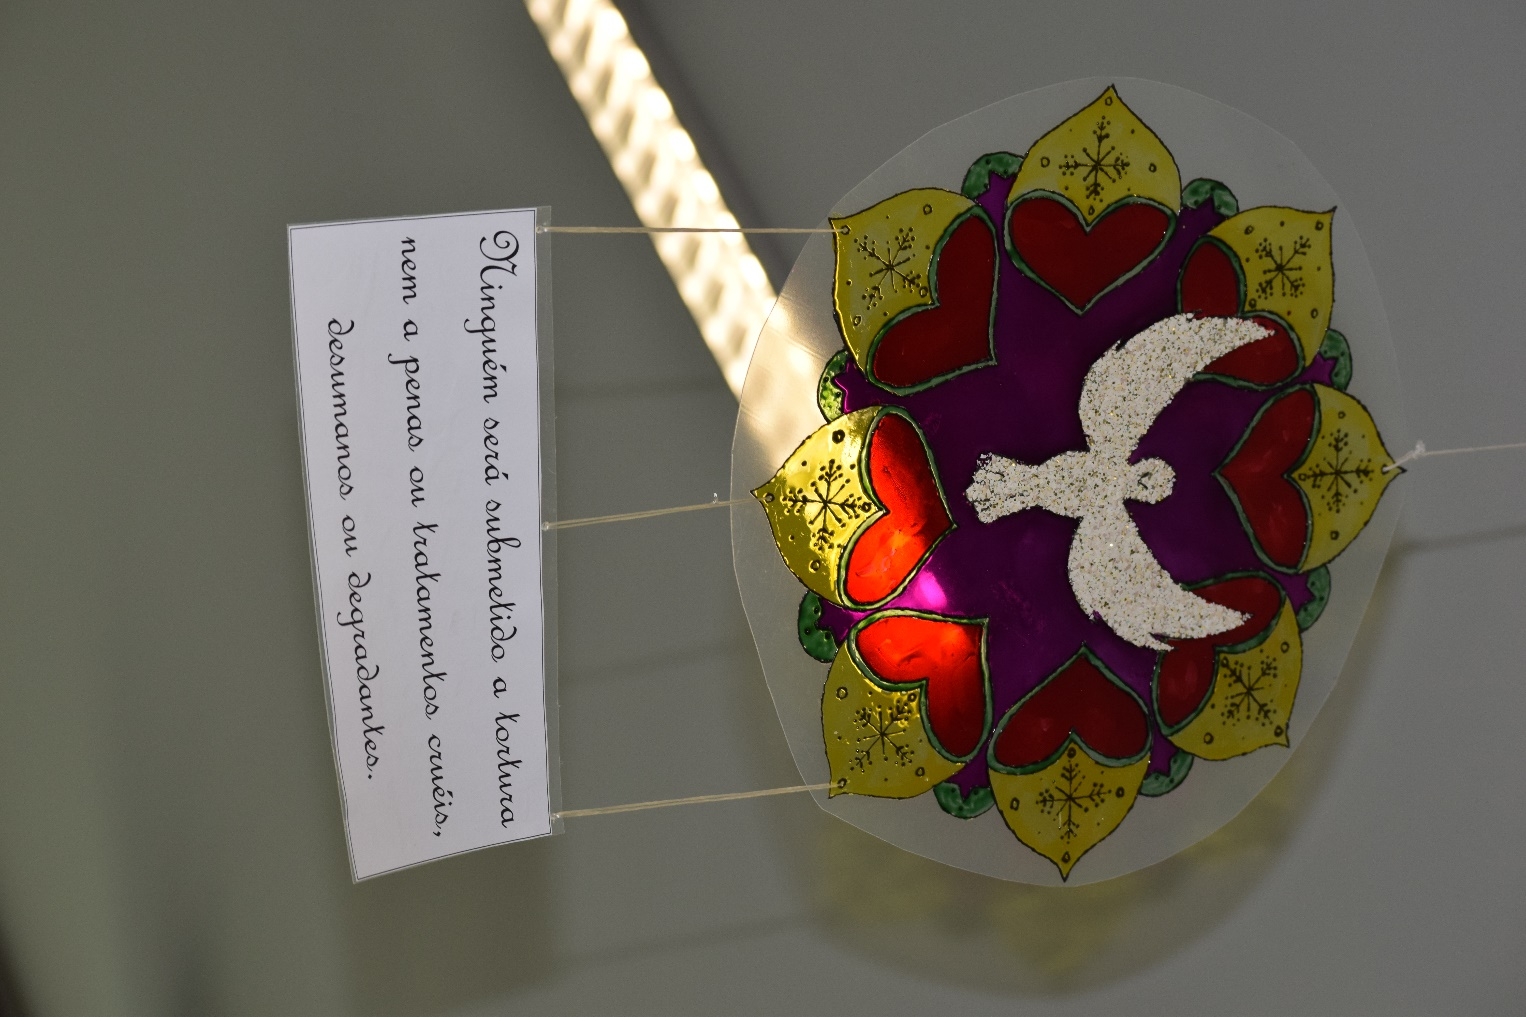 Ninguém será submetido a tortura
nem a penas ou tratamentos cruéis,
desumanos ou degradantes.